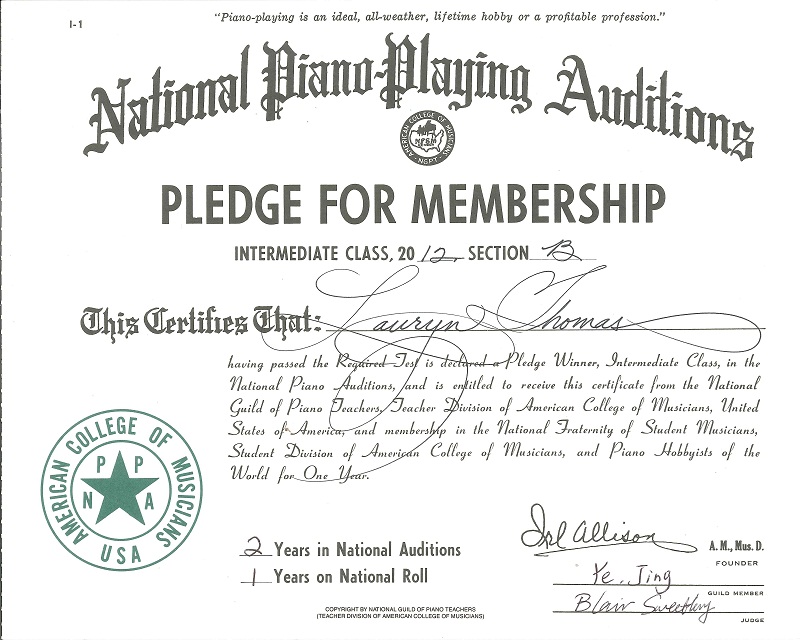 "Piano-playing is an ideal, all-weather, lifetime hobby or a profitable profession."
I-1
National Piano-Playing Auditions
AMERICAN COLLEGE OF MUSICIANS
NFSM
NGPT
PLEDGE FOR MEMBERSHIP
INTERMEDIATE CLASS, 20 12, SECTION B
This Certifies That: Lauryn Thomas
having passed the Required Test is declared a Pledge Winner, Intermediate Class, in the
National Piano Auditions, and is entitled to receive this certificate from the National
Guild of Piano Teachers, Teacher Division of American College of Musicians, United
States of America, and membership in the National Fraternity of Student Musicians,
Student Division of American College of Musicians, and Piano Hobbyists of the
World for One Year.
AMERICAN COLLEGE OF MUSICIANS
P P
N A
USA
2 Years in National Auditions
1 Years on National Roll
Irl Allison A. M., Mus. D.
FOUNDER
Ye, Jing
GUILD MEMBER
Blair
JUDGE
COPYRIGHT BY NATIONAL GUILD OF PIANO TEACHERS
(TEACHER DIVISION OF AMERICAN COLLEGE OF MUSICIANS)